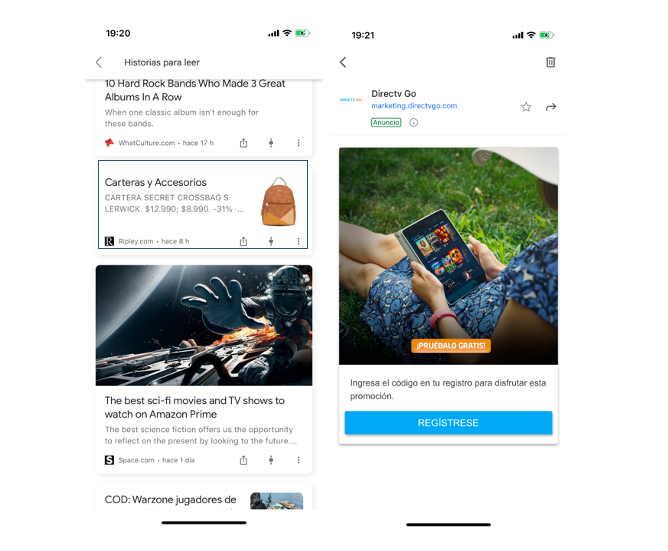 19:20
Historias para leer
10 Hard Rock Bands Who Made 3 Great
Albums In A Row
When one classic album isn't enough for
these bands.
WhatCulture.com • hace 17 h
Carteras y Accesorios
CARTERA SECRET CROSSBAG S
LERWICK. $12,990; $8,990. -31% -...
R
Ripley.com • hace 8 h
The best sci-fi movies and TV shows to
watch on Amazon Prime
The best science fiction offers us the opportunity
to reflect on the present by looking to the future....
S
Space.com • hace 1 día
COD: Warzone jugadores de
19:21
DIRECTV GO
Directv Go
marketing.directvgo.com
Anuncio
¡PRUÉBALO GRATIS!
Ingresa el código en tu registro para disfrutar esta
promoción.
REGÍSTRESE